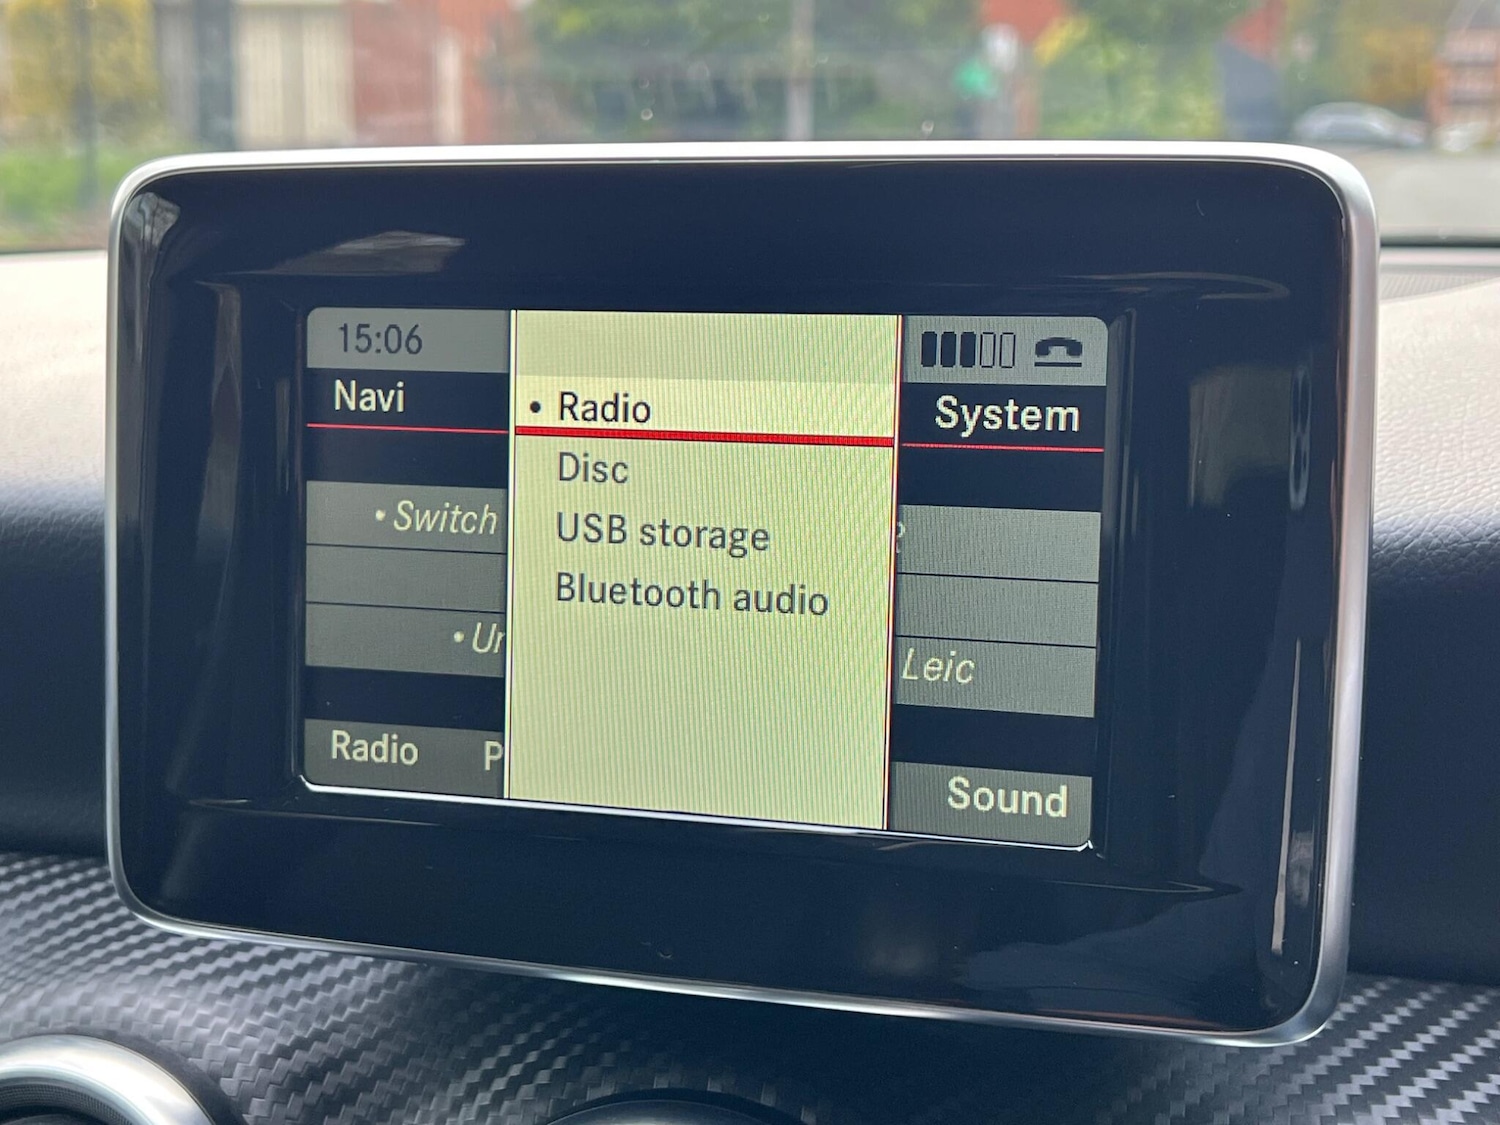 15:06
Navi
System
• Radio
Disc
• Switch
USB storage
Bluetooth audio
Leic
Radio
Sound